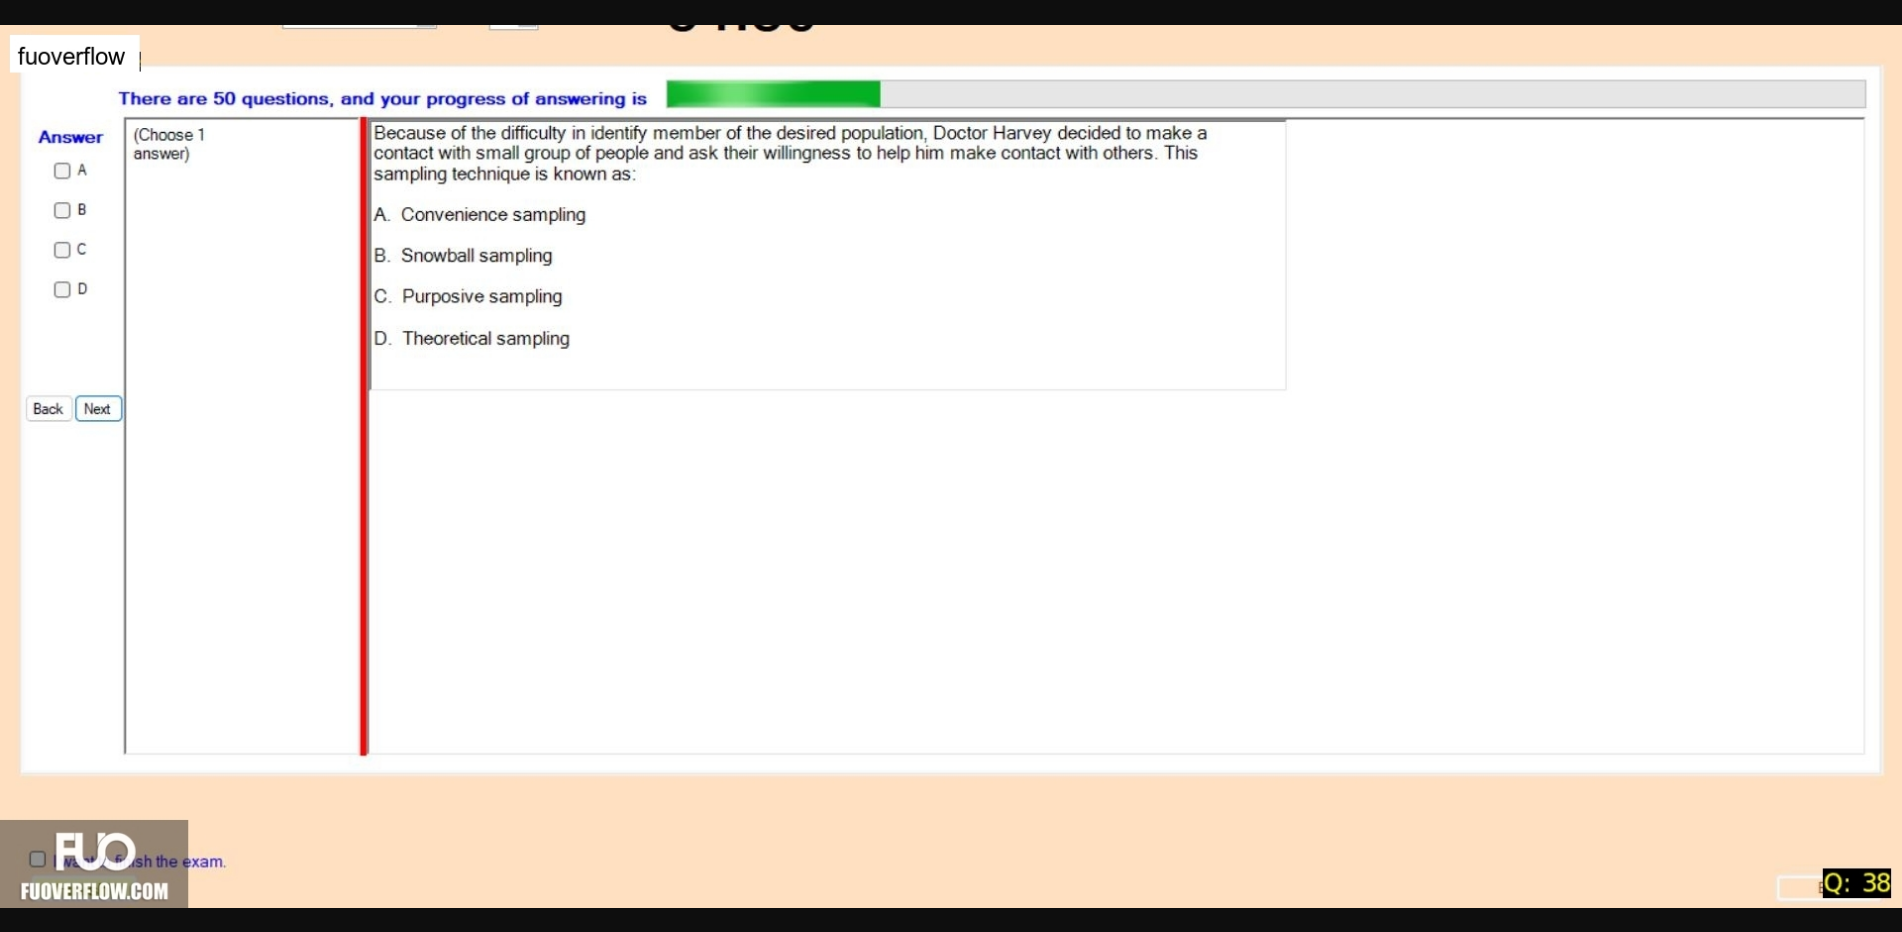 fuoverflow
There are 50 questions, and your progress of answering is
Answer
(Choose 1
answer)
A
B
C
D
Back
Next
Because of the difficulty in identify member of the desired population, Doctor Harvey decided to make a
contact with small group of people and ask their willingness to help him make contact with others. This
sampling technique is known as:
A. Convenience sampling
B. Snowball sampling
C. Purposive sampling
D. Theoretical sampling
FUO
finish the exam.
FUOVERFLOW.COM
Q: 38